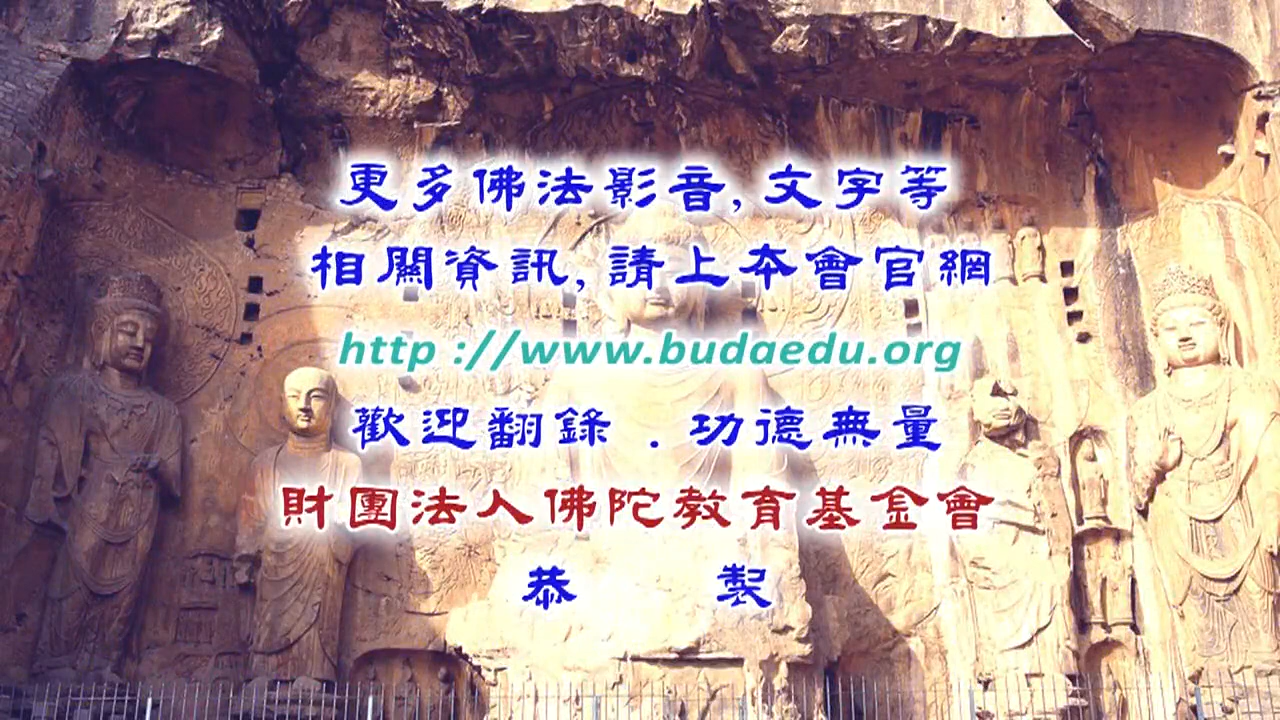 更多佛法影音,文字等
相關資訊,請上本會官網
http ://www.budaedu.org
歡迎翻錄 . 功德無量
財團法人佛陀教育基金會
恭 製